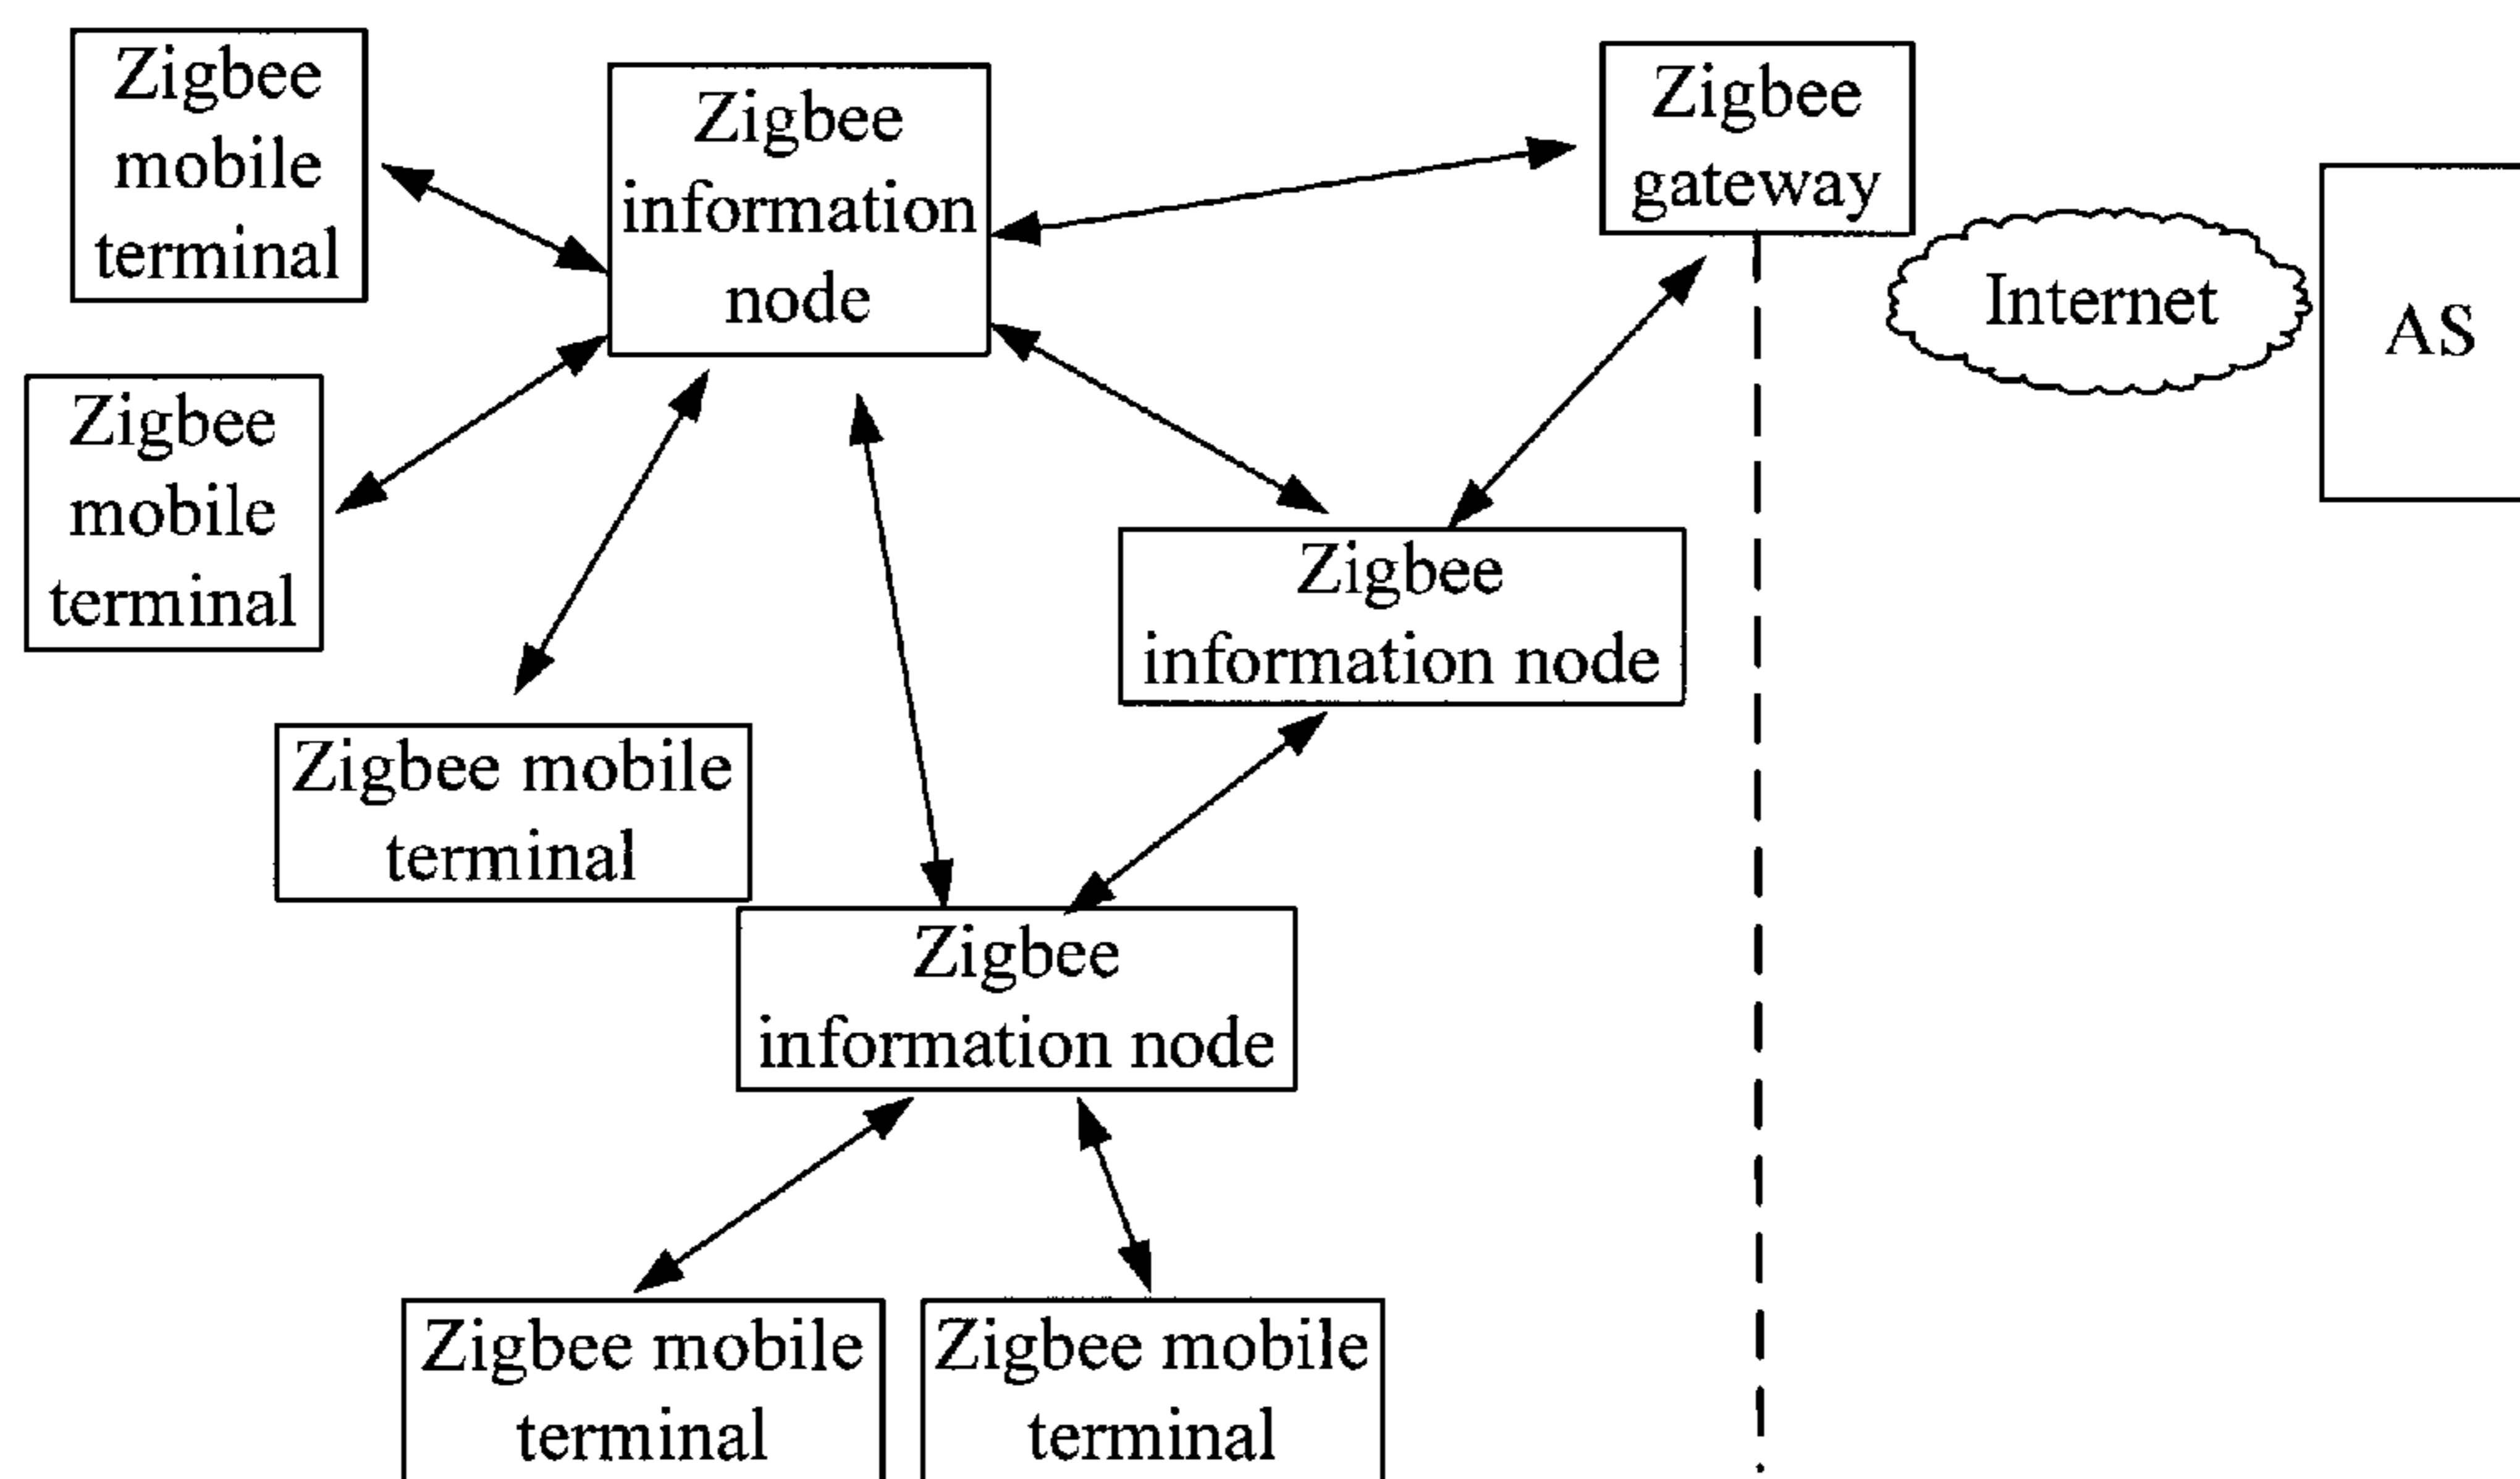 Zigbee
mobile
terminal
Zigbee
information
node
Zigbee
gateway
Internet
AS
Zigbee
mobile
terminal
Zigbee
information node
Zigbee mobile
terminal
Zigbee
information node
Zigbee mobile
terminal
Zigbee mobile
terminal